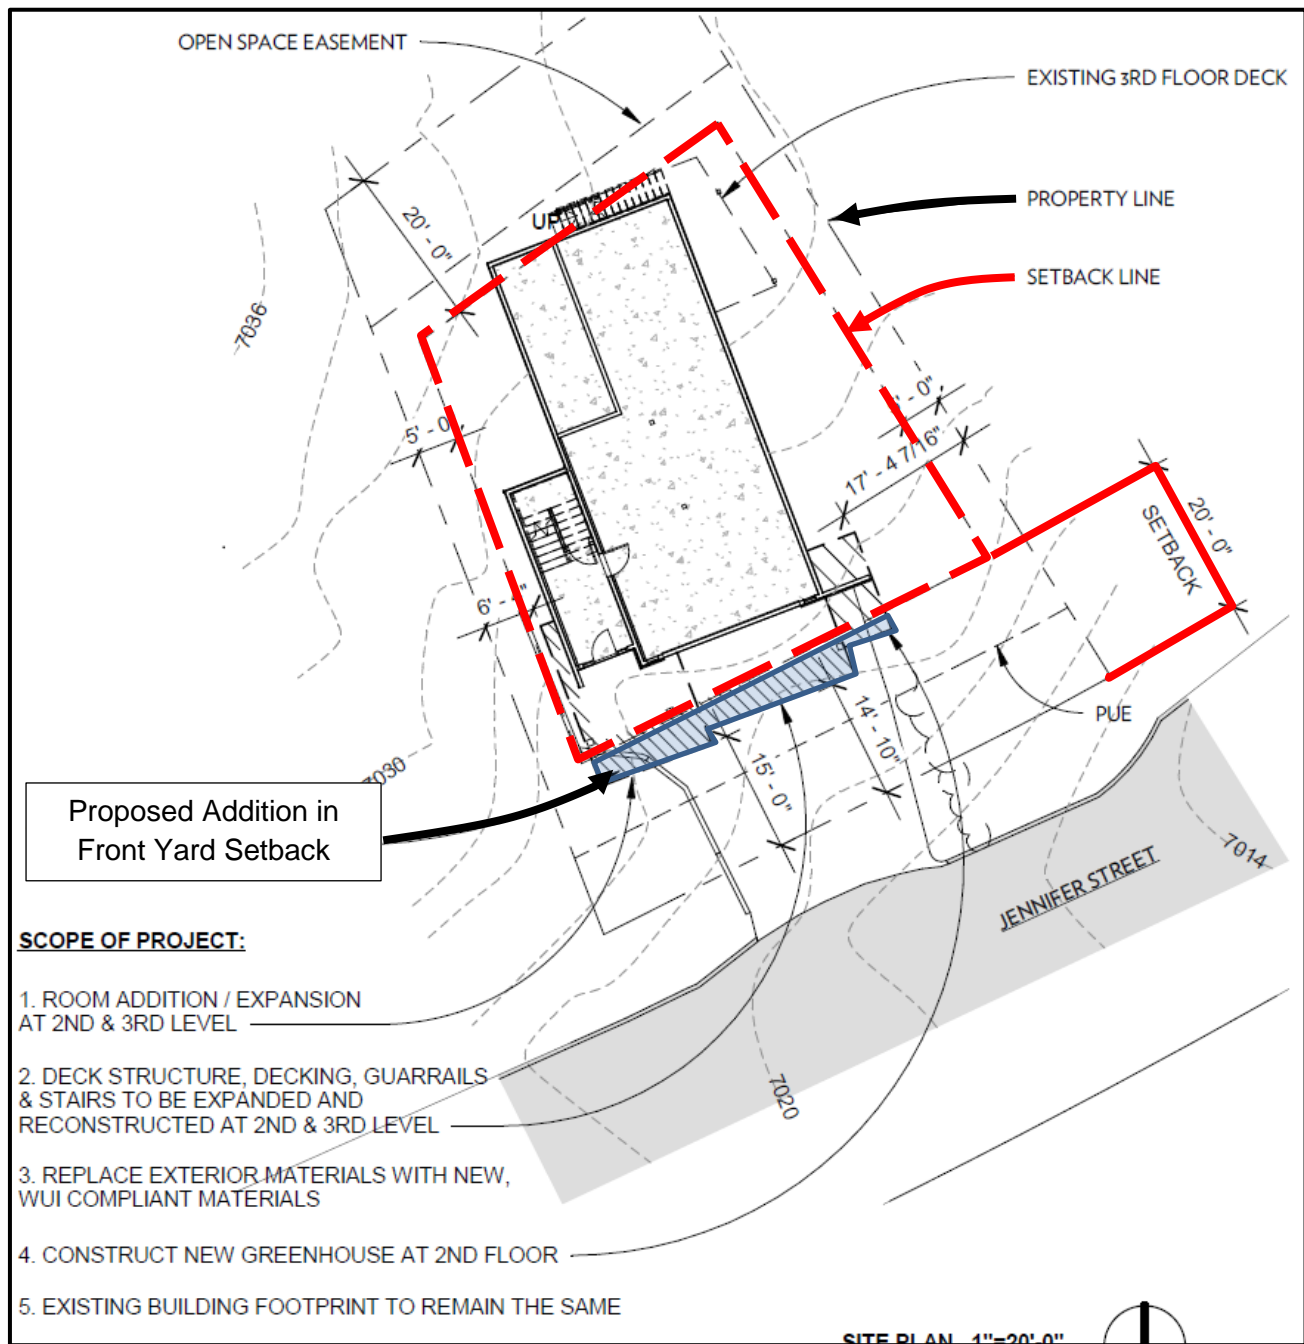 OPEN SPACE EASEMENT
EXISTING 3RD FLOOR DECK
PROPERTY LINE
SETBACK LINE
20' - 0"
UP
7036
5' - 0"
' - 0"
17' - 4 7/16"
20' - 0"
SETBACK
6' -
PUE
14' - 10"
15' - 0"
7030
7014
JENNIFER STREET
7020
Proposed Addition in
Front Yard Setback
SCOPE OF PROJECT:
1. ROOM ADDITION / EXPANSION
AT 2ND & 3RD LEVEL
2. DECK STRUCTURE, DECKING, GUARRAILS
& STAIRS TO BE EXPANDED AND
RECONSTRUCTED AT 2ND & 3RD LEVEL
3. REPLACE EXTERIOR MATERIALS WITH NEW,
WUI COMPLIANT MATERIALS
4. CONSTRUCT NEW GREENHOUSE AT 2ND FLOOR
5. EXISTING BUILDING FOOTPRINT TO REMAIN THE SAME
SITE PLAN 1"=20'-0"